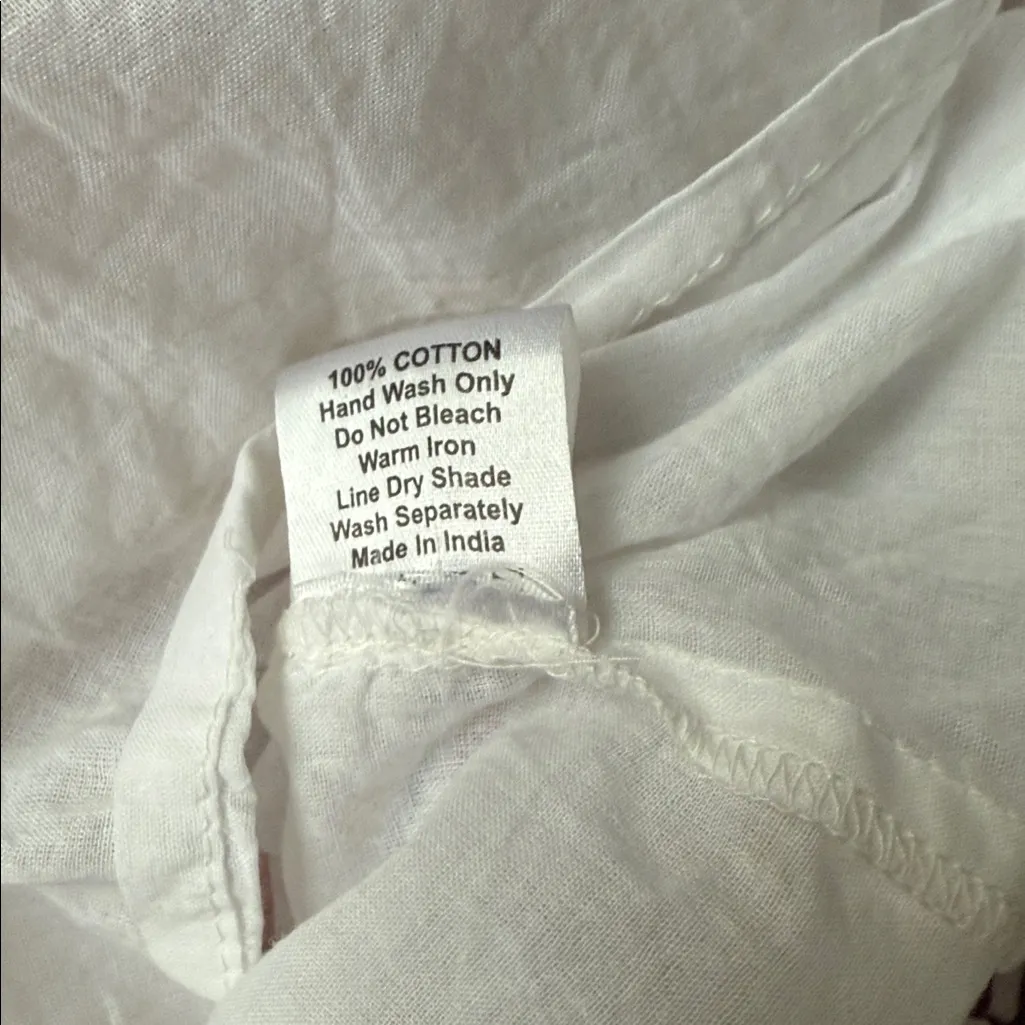 100% COTTON
Hand Wash Only
Do Not Bleach
Warm Iron
Line Dry Shade
Wash Separately
Made In India